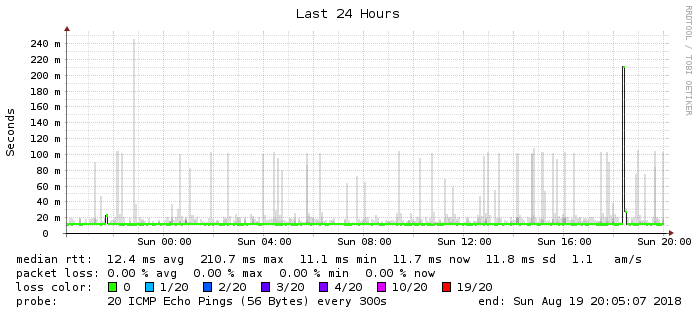 Last 24 Hours
RRDTOOL / TOBI OETIKER
Seconds
240 m
220 m
200 m
180 m
160 m
140 m
120 m
100 m
80 m
60 m
40 m
20 m
0
Sun 00:00 Sun 04:00 Sun 08:00 Sun 12:00 Sun 16:00 Sun 20:00
median rtt: 12.4 ms avg 210.7 ms max 11.1 ms min 11.7 ms now 11.8 ms sd 1.1 am/s
packet loss: 0.00 % avg 0.00 % max 0.00 % min 0.00 % now
loss color: 0 1/20 2/20 3/20 4/20 10/20 19/20
probe: 20 ICMP Echo Pings (56 Bytes) every 300s end: Sun Aug 19 20:05:07 2018